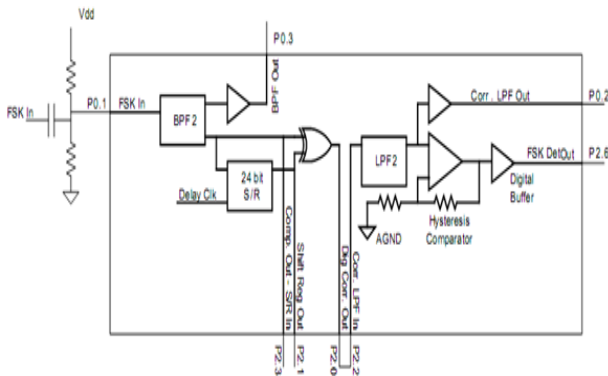 Vdd
P0.3
BPF Out
P0.1
FSK In
FSK In
BPF2
24 bit
S/R
Delay Clk
Comp. Out - S/R In
Shift Reg Out
Dig Corr. Out
Corr. LPF In
P2.3
P2.1
P2.0
P2.2
LPF2
Corr. LPF Out
P0.2
FSK DetOut
P2.6
Digital
Buffer
Hysteresis
Comparator
AGND